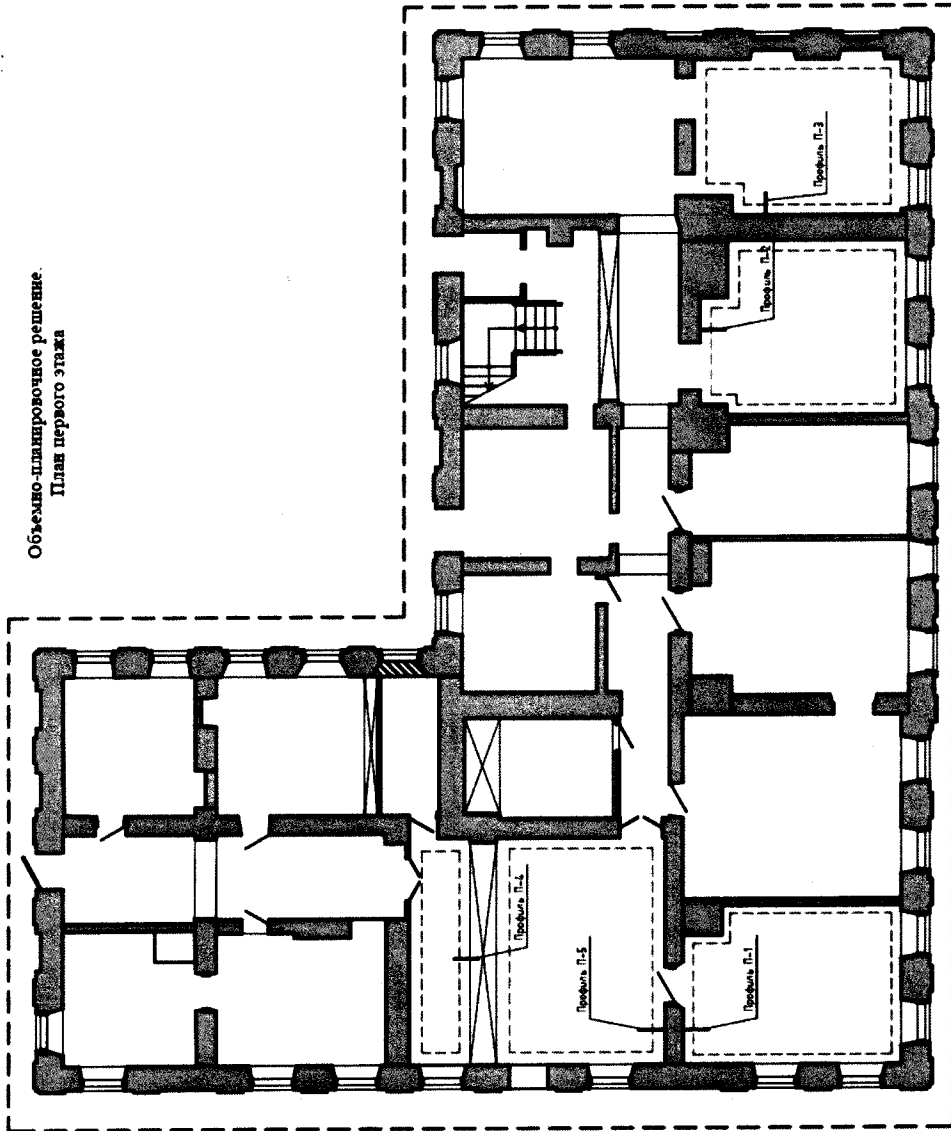 Объемно-планировочное решение.
План первого этажа
Профиль П-3
Профиль П-2
Профиль П-4
Профиль П-5
Профиль П-1